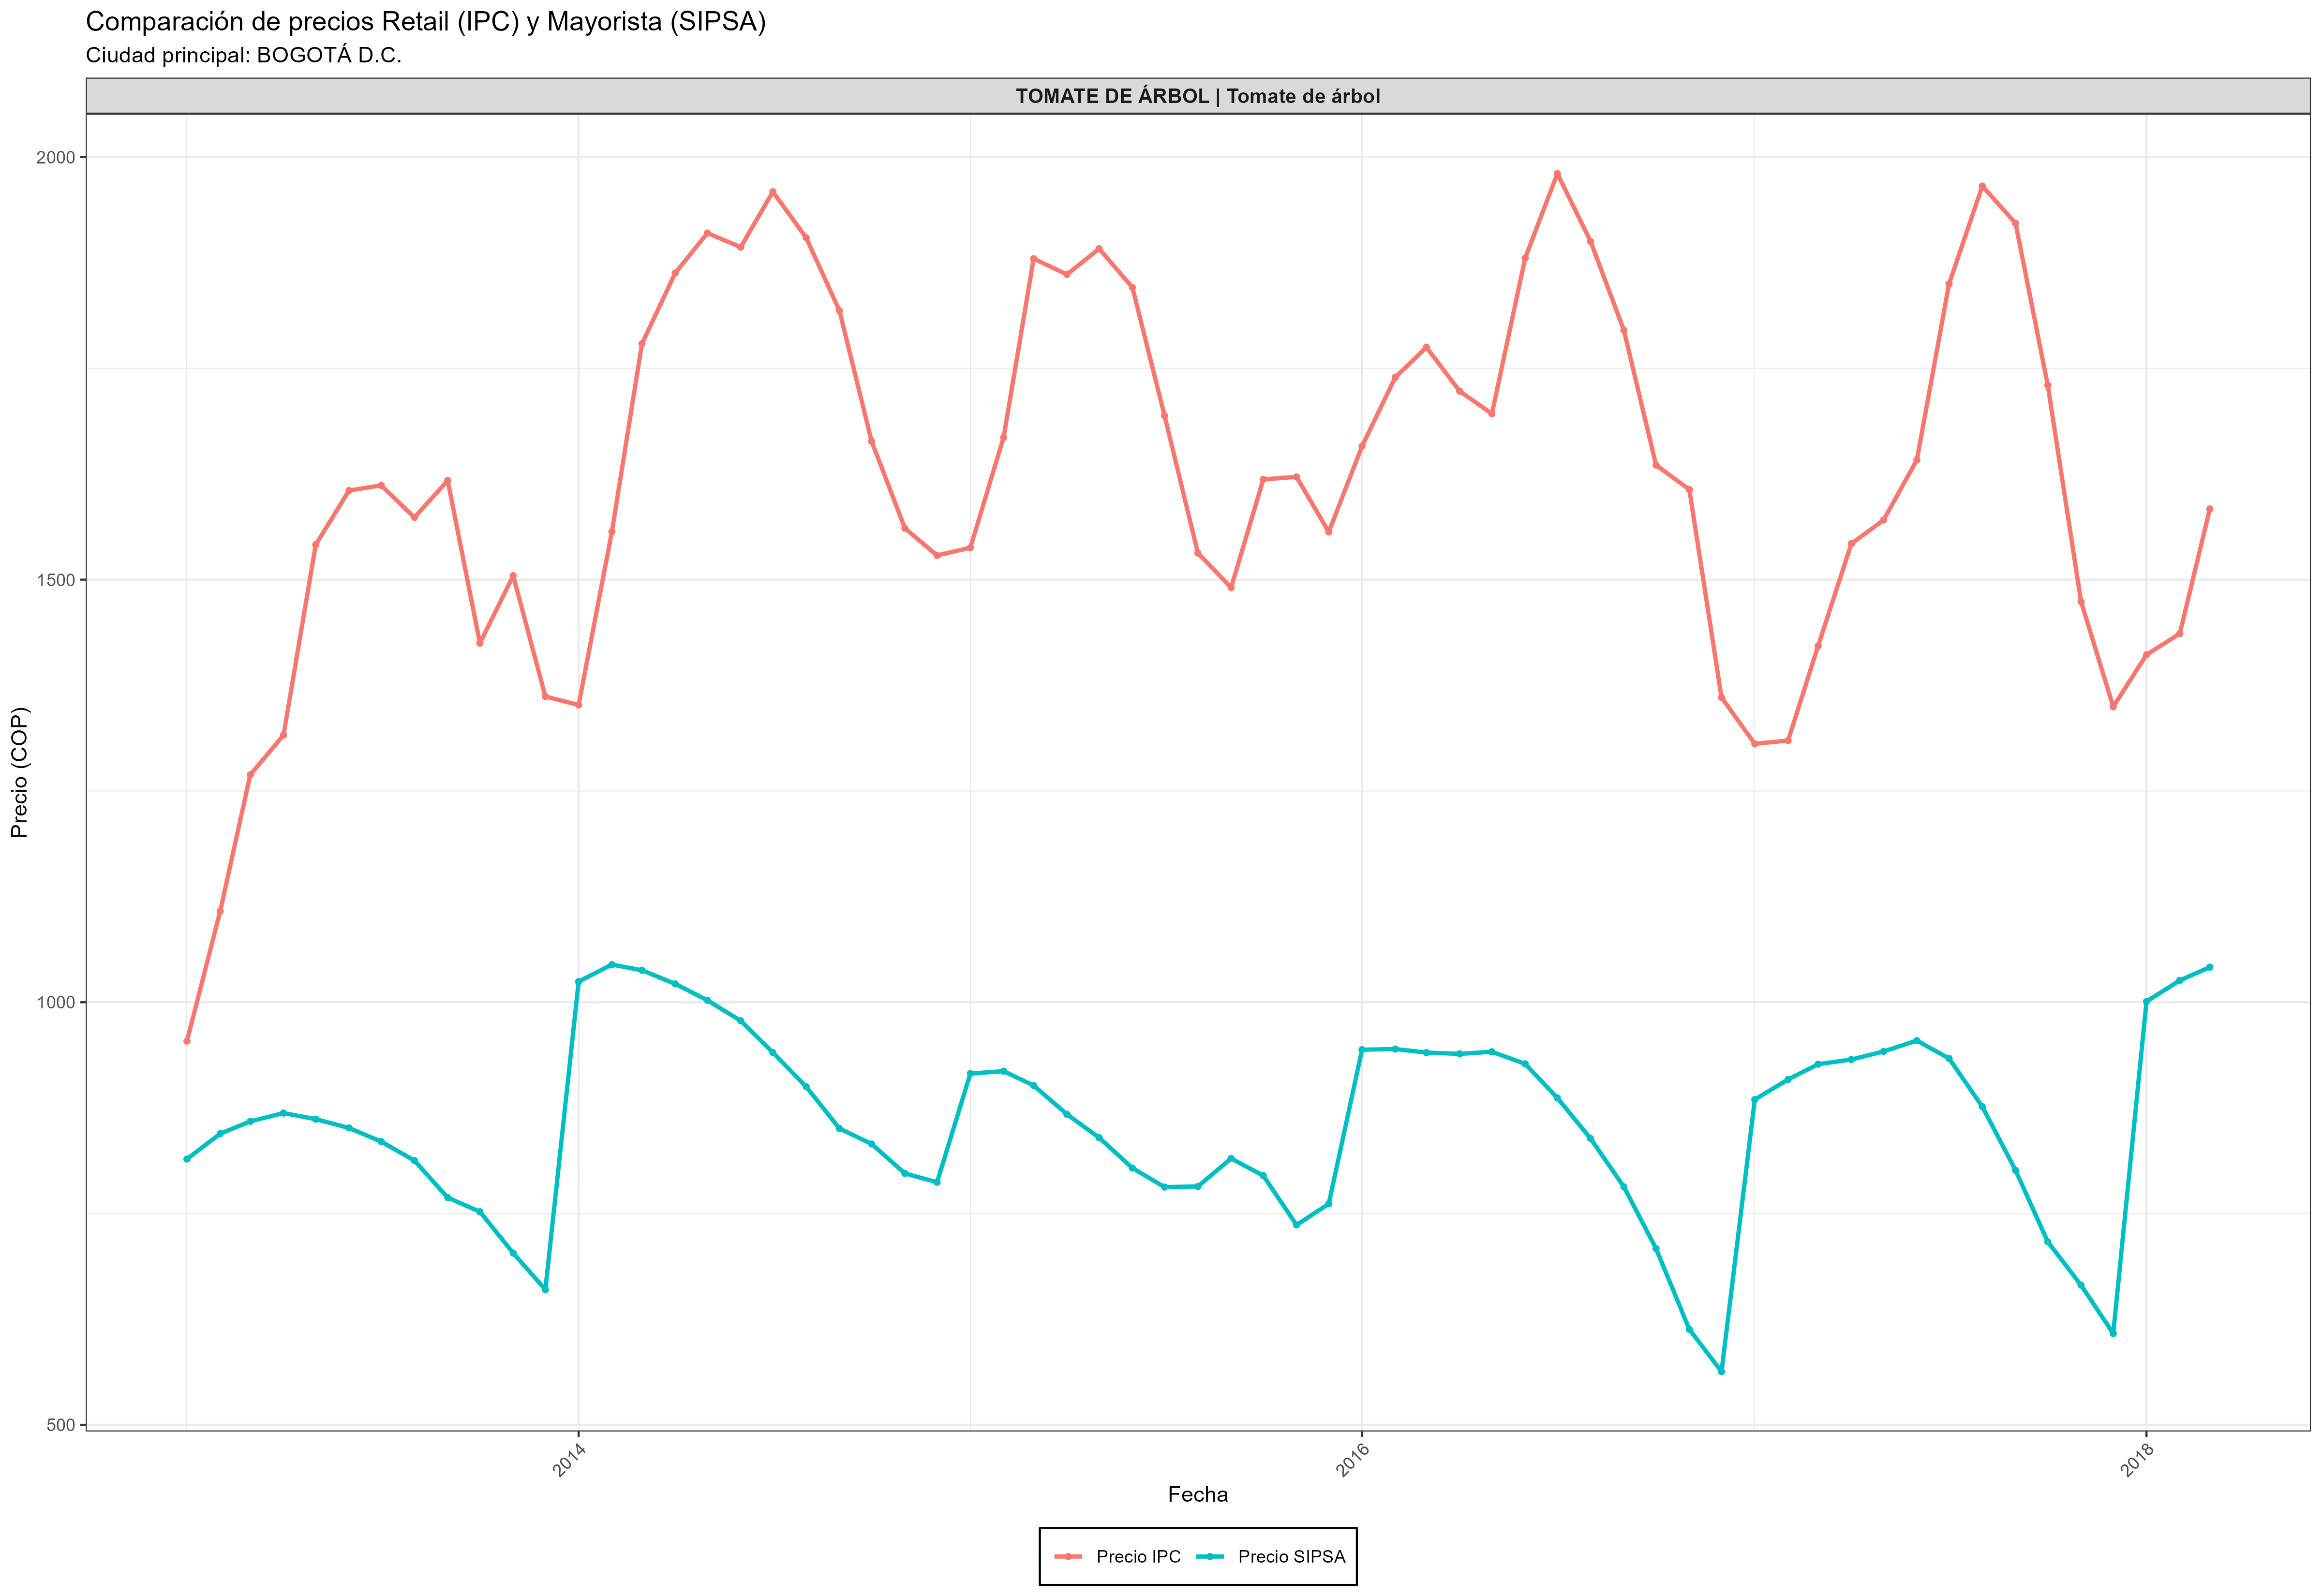 Comparación de precios Retail (IPC) y Mayorista (SIPSA)
Ciudad principal: BOGOTÁ D.C.
TOMATE DE ÁRBOL | Tomate de árbol
Precio (COP)
2000
1500
1000
500
2014
2016
2018
Fecha
Precio IPC
Precio SIPSA